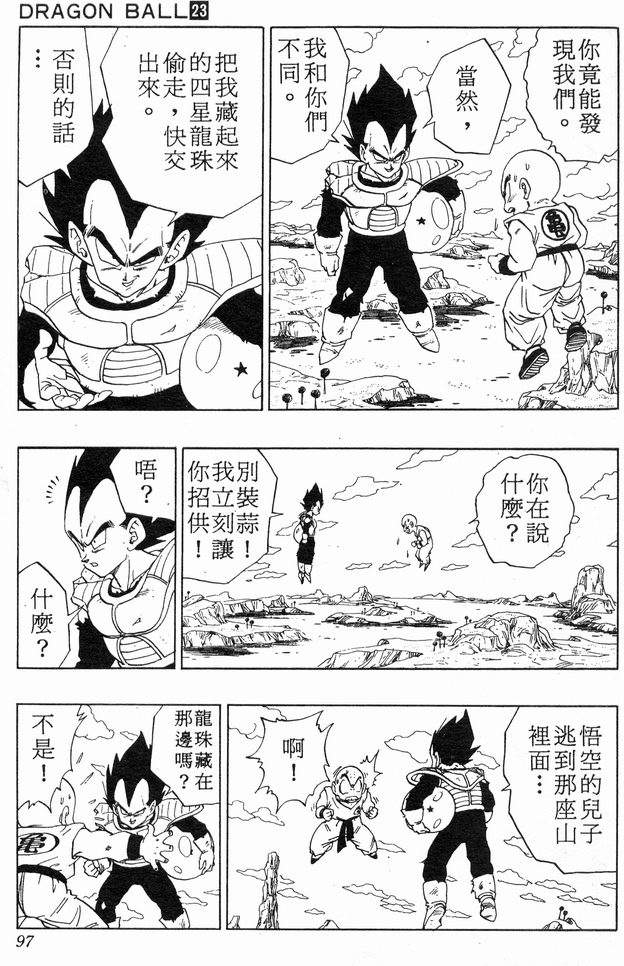 DRAGON BALL 23
你竟能發
現我們。
當然，
我和你們
不同。
把我藏起來
的四星龍珠
偷走，快交
出來。
否則的話
…
龜
你在說
什麼？
別裝蒜！
我立刻讓
你招供！
唔？
什麼？
悟空的兒子
逃到那座山
裡面…
啊！
龍珠藏在
那邊嗎？
不是！
龜
97